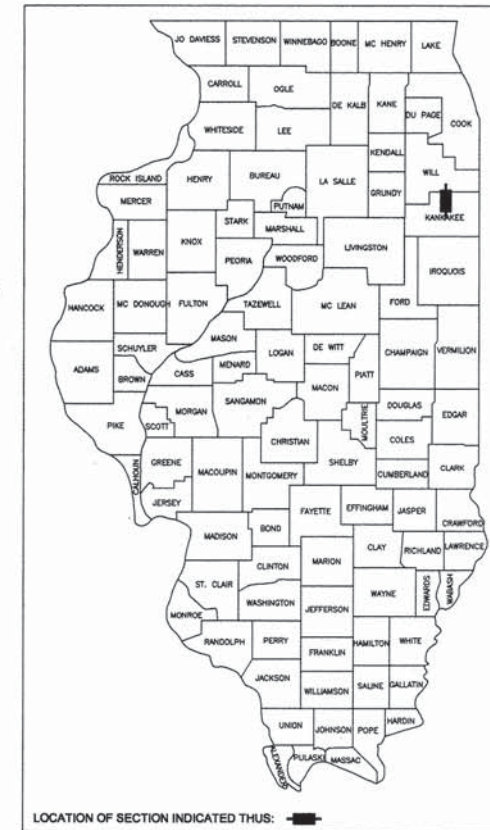 JO DAVIESS STEVENSON WINNEBAGO BOONE MC HENRY LAKE
CARROLL OGLE DE KALB KANE DU PAGE COOK
WHITESIDE LEE KENDALL WILL
ROCK ISLAND HENRY BUREAU LA SALLE GRUNDY KANKAKEE
MERCER PUTNAM
HENDERSON WARREN KNOX STARK MARSHALL LIVINGSTON IROQUOIS
PEORIA WOODFORD
HANCOCK MC DONOUGH FULTON TAZEWELL MC LEAN FORD
SCHUYLER MASON LOGAN DE WITT CHAMPAIGN VERMILION
ADAMS BROWN CASS MENARD PIATT
MACON
MORGAN SANGAMON DOUGLAS EDGAR
PIKE SCOTT CHRISTIAN MOULTRIE COLES
GREENE MACOUPIN MONTGOMERY SHELBY CUMBERLAND CLARK
CALHOUN JERSEY FAYETTE EFFINGHAM JASPER CRAWFORD
MADISON BOND CLAY RICHLAND LAWRENCE
CLINTON MARION
ST. CLAIR WAYNE EDWARDS WABASH
WASHINGTON JEFFERSON
MONROE
RANDOLPH PERRY HAMILTON WHITE
FRANKLIN
JACKSON WILLIAMSON SALINE GALLATIN
UNION JOHNSON POPE HARDIN
ALEXANDER PULASKI MASSAC
LOCATION OF SECTION INDICATED THUS: